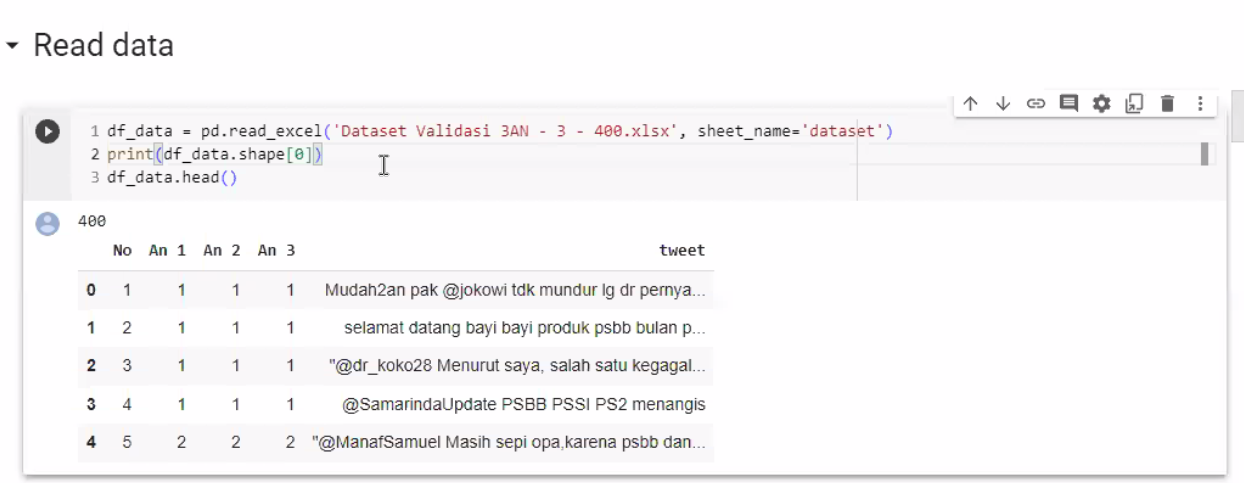 Read data
1 df_data = pd.read_excel('Dataset Validasi 3AN - 3 - 400.xlsx', sheet_name='dataset')
2 print(df_data.shape[0])
3 df_data.head()
400
No An 1 An 2 An 3 tweet
0 1 1 1 1 Mudah2an pak @jokowi tdk mundur lg dr pernya...
1 2 1 1 1 selamat datang bayi bayi produk psbb bulan p...
2 3 1 1 1 "@dr_koko28 Menurut saya, salah satu kegagal...
3 4 1 1 1 @SamarindaUpdate PSBB PSSI PS2 menangis
4 5 2 2 2 "@ManafSamuel Masih sepi opa,karena psbb dan...